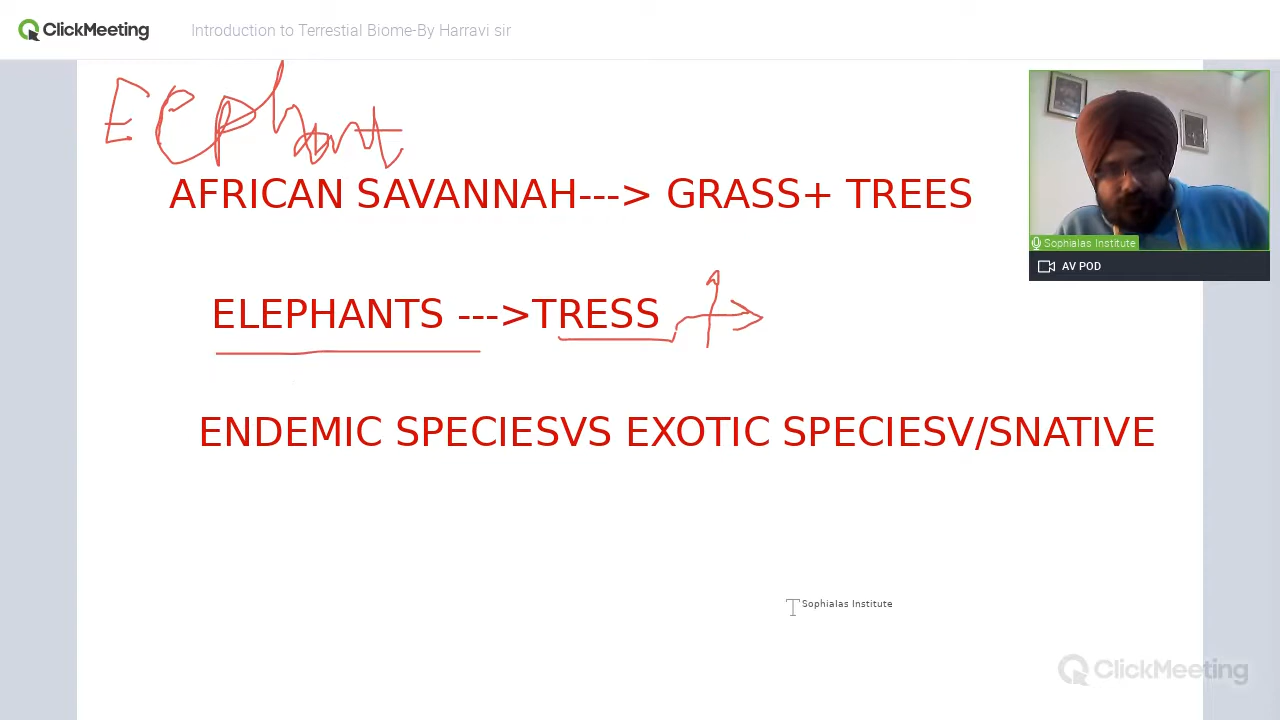 ClickMeeting Introduction to Terrestial Biome-By Harravi sir
AFRICAN SAVANNAH---> GRASS+ TREES
Sophialas Institute
AV POD
ELEPHANTS --->TRESS
ENDEMIC SPECIESVS EXOTIC SPECIESV/SNATIVE
Sophialas Institute
ClickMeeting